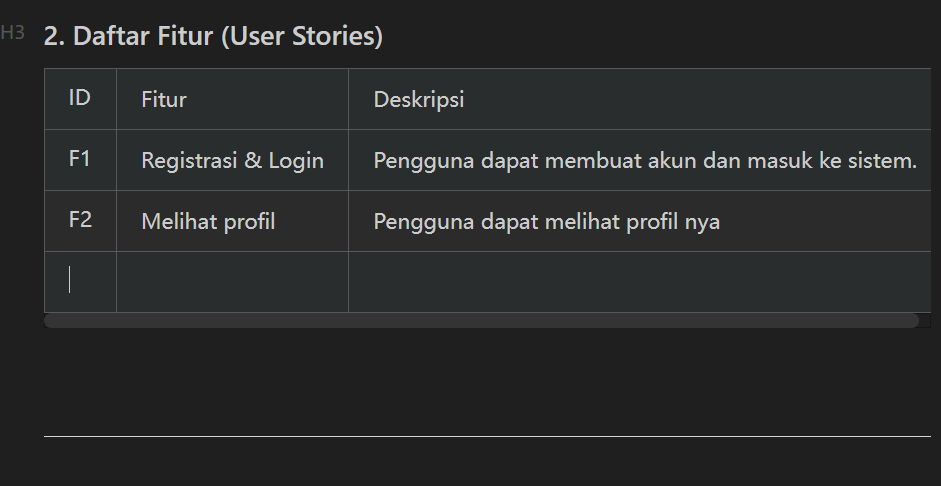 H3
2. Daftar Fitur (User Stories)
ID Fitur Deskripsi
F1 Registrasi & Login Pengguna dapat membuat akun dan masuk ke sistem.
F2 Melihat profil Pengguna dapat melihat profil nya